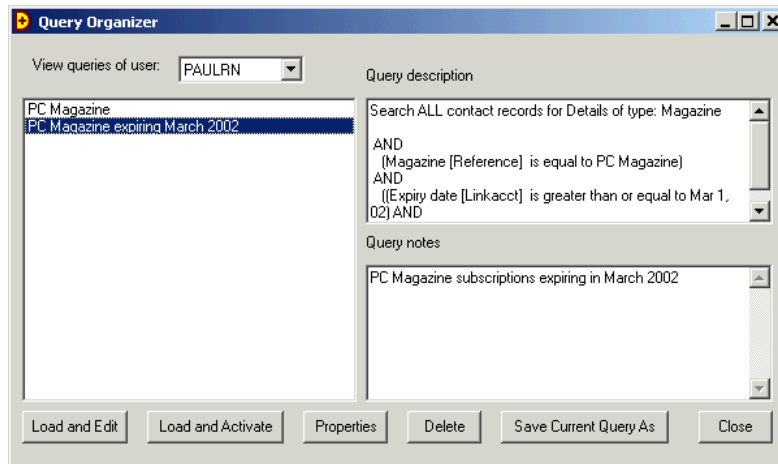 Query Organizer
View queries of user: PAULRN
PC Magazine
PC Magazine expiring March 2002
Query description
Search ALL contact records for Details of type: Magazine
AND
(Magazine [Reference]  is equal to PC Magazine)
AND
((Expiry date [Linkacct]  is greater than or equal to Mar 1,
02) AND
Query notes
PC Magazine subscriptions expiring in March 2002
Load and Edit Load and Activate Properties Delete Save Current Query As Close